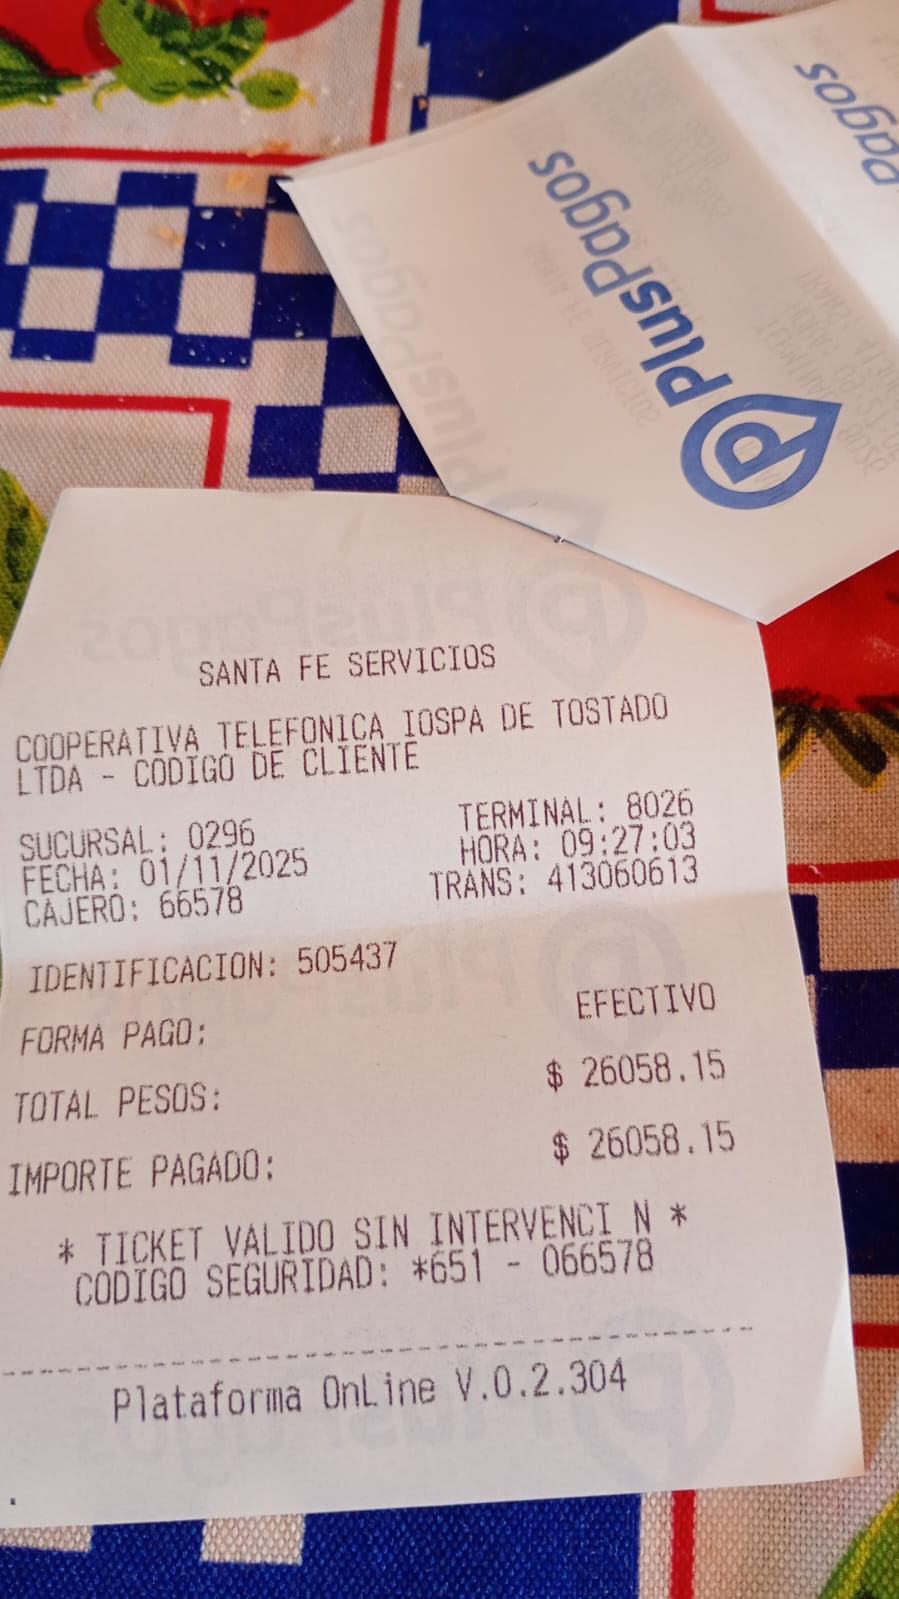 PlusPagos
Pagos
SANTA FE SERVICIOS
COOPERATIVA TELEFONICA IOSPA DE TOSTADO
LTDA - CODIGO DE CLIENTE
SUCURSAL: 0296 TERMINAL: 8026
FECHA: 01/11/2025 HORA: 09:27:03
CAJERO: 66578 TRANS: 413060613
IDENTIFICACION: 505437
FORMA PAGO: EFECTIVO
TOTAL PESOS: $ 26058.15
IMPORTE PAGADO: $ 26058.15
* TICKET VALIDO SIN INTERVENCI N *
CODIGO SEGURIDAD: *651 - 066578
Plataforma OnLine V.0.2.304